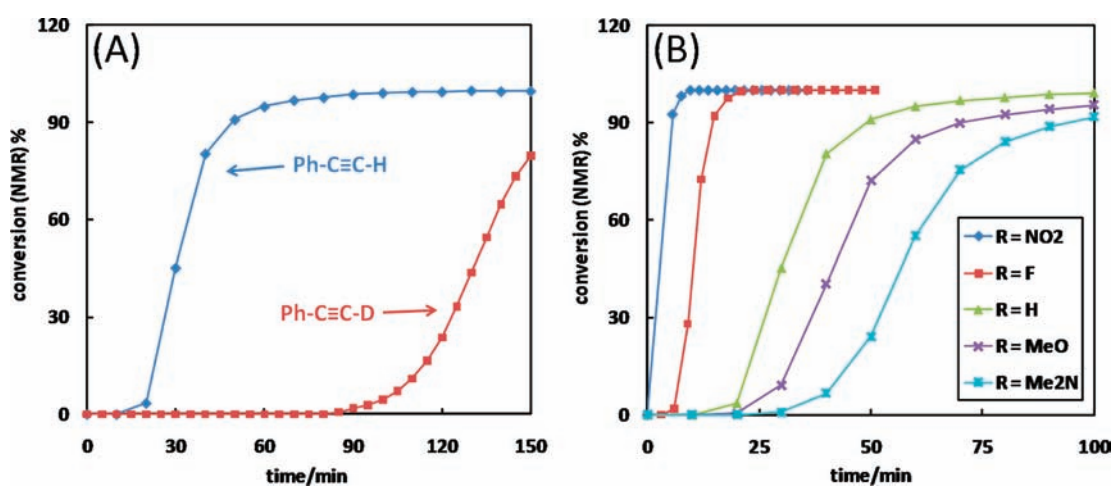 (A)
120
90
60
30
0
conversion (NMR) %
Ph-C≡C-H
Ph-C≡C-D
0 30 60 90 120 150
time/min
(B)
120
90
60
30
0
conversion (NMR) %
R = NO2
R = F
R = H
R = MeO
R = Me2N
0 25 50 75 100
time/min